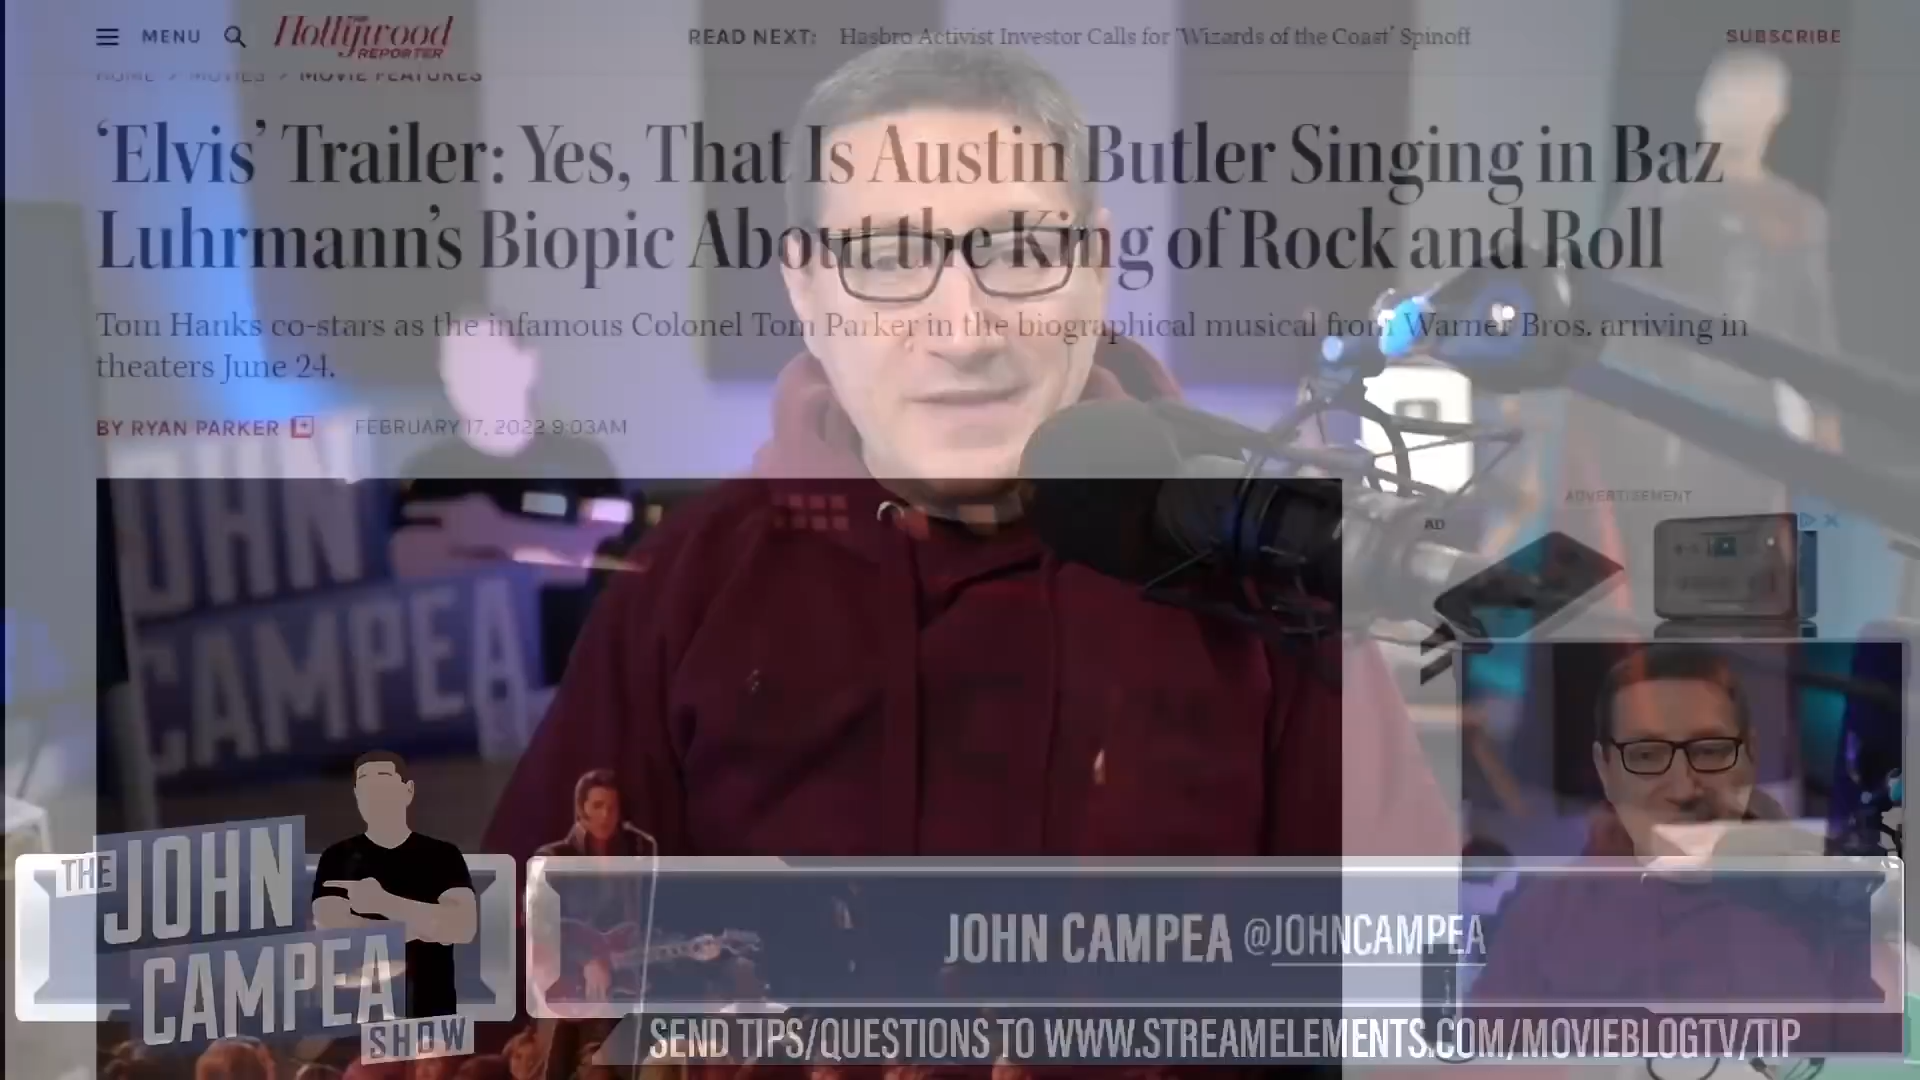 MENU
The Hollywood REPORTER
READ NEXT: Hasbro Activist Investor Calls for 'Wizards of the Coast' Spinoff
SUBSCRIBE
HOME > MOVIES > MOVIE FEATURES
‘Elvis’ Trailer: Yes, That Is Austin Butler Singing in Baz
Luhrmann’s Biopic About the King of Rock and Roll
Tom Hanks co-stars as the infamous Colonel Tom Parker in the biographical musical from Warner Bros. arriving in
theaters June 24.
BY RYAN PARKER
FEBRUARY 17, 2022 9:03AM
ADVERTISEMENT
AD
JOHN
CAMPEA
THE
JOHN
CAMPEA
SHOW
JOHN CAMPEA @JOHNCAMPEA
SEND TIPS/QUESTIONS TO WWW.STREAMELEMENTS.COM/MOVIEBLOGTV/TIP